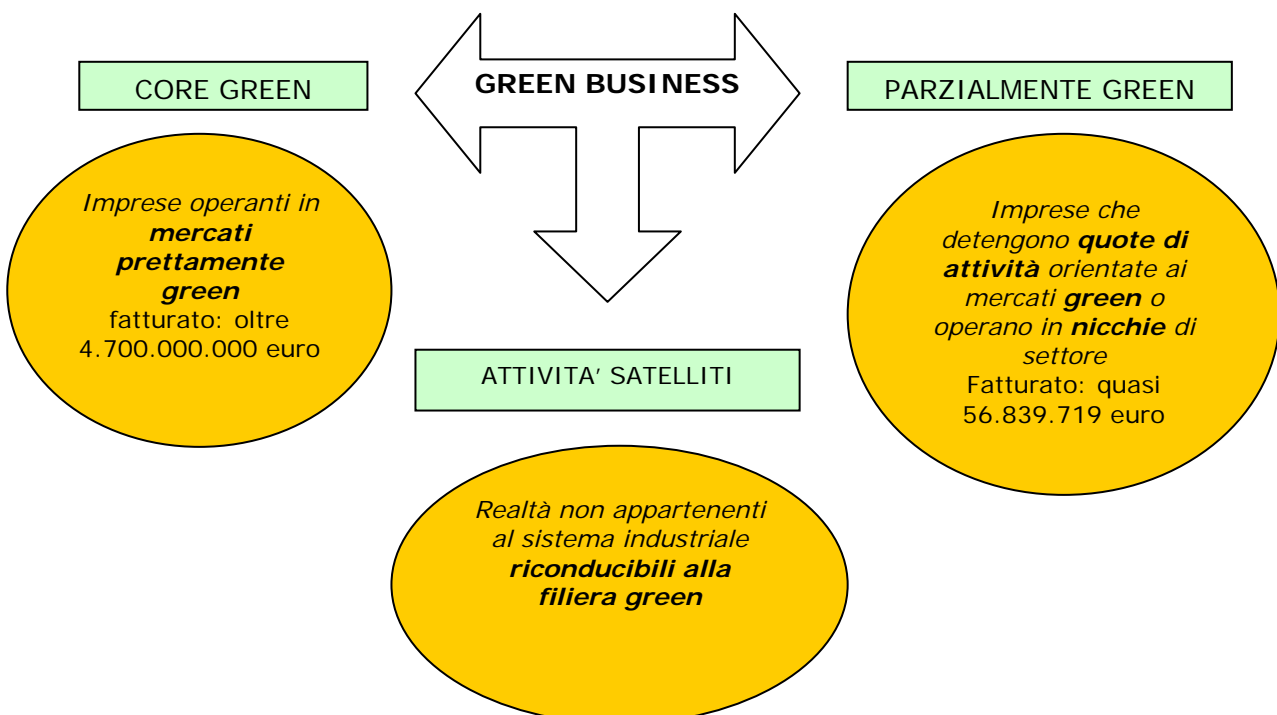 GREEN BUSINESS
CORE GREEN
Imprese operanti in
mercati
prettamente
green
fatturato: oltre
4.700.000.000 euro
PARZIALMENTE GREEN
Imprese che
detengono quote di
attività orientate ai
mercati green o
operano in nicchie di
settore
Fatturato: quasi
56.839.719 euro
ATTIVITA’ SATELLITI
Realtà non appartenenti
al sistema industriale
riconducibili alla
filiera green